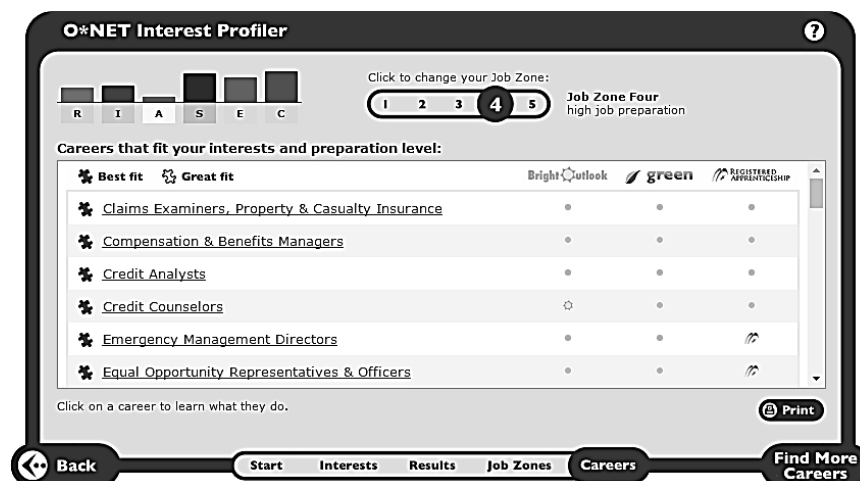 O*NET Interest Profiler
?
Click to change your Job Zone:
1 2 3 4 5
Job Zone Four
high job preparation
R I A S E C
Careers that fit your interests and preparation level:
Best fit Great fit Bright Outlook green REGISTERED APPRENTICESHIP
Claims Examiners, Property & Casualty Insurance
Compensation & Benefits Managers
Credit Analysts
Credit Counselors
Emergency Management Directors
Equal Opportunity Representatives & Officers
Click on a career to learn what they do.
Print
Back
Start Interests Results Job Zones Careers
Find More
Careers